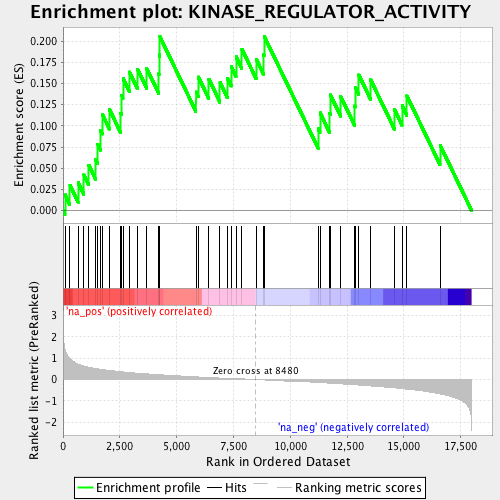 Enrichment plot: KINASE_REGULATOR_ACTIVITY
Enrichment score (ES)
0.200
0.175
0.150
0.125
0.100
0.075
0.050
0.025
0.000
'na_pos' (positively correlated)
Ranked list metric (PreRanked)
3
2
1
0
-1
-2
Zero cross at 8480
'na_neg' (negatively correlated)
0 2,500 5,000 7,500 10,000 12,500 15,000 17,500
Rank in Ordered Dataset
Enrichment profile Hits Ranking metric scores